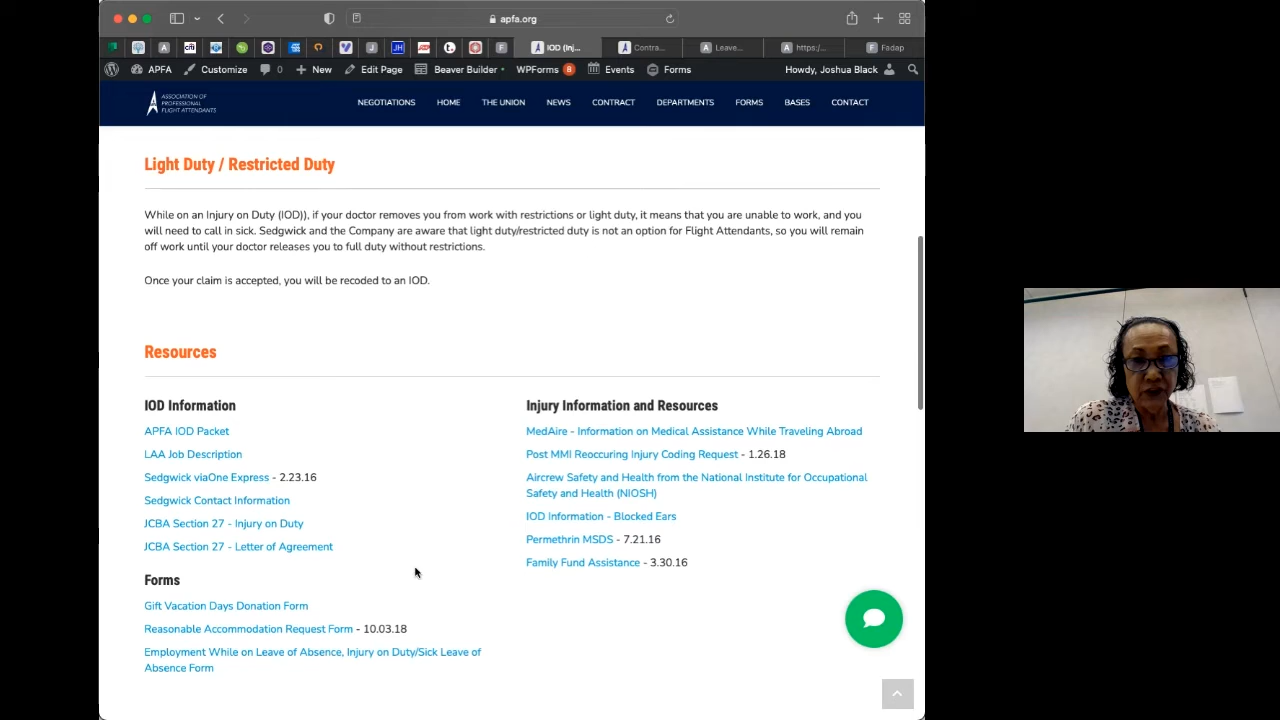 apfa.org
IOD (Inj...
Contra...
Leave...
https:/...
Fadap
APFA
Customize
0
New
Edit Page
Beaver Builder
WPForms 8
Events
Forms
Howdy, Joshua Black
ASSOCIATION OF
PROFESSIONAL
FLIGHT ATTENDANTS
NEGOTIATIONS
HOME
THE UNION
NEWS
CONTRACT
DEPARTMENTS
FORMS
BASES
CONTACT
Light Duty / Restricted Duty
While on an Injury on Duty (IOD)), if your doctor removes you from work with restrictions or light duty, it means that you are unable to work, and you
will need to call in sick. Sedgwick and the Company are aware that light duty/restricted duty is not an option for Flight Attendants, so you will remain
off work until your doctor releases you to full duty without restrictions.
Once your claim is accepted, you will be recoded to an IOD.
Resources
IOD Information
APFA IOD Packet
LAA Job Description
Sedgwick viaOne Express - 2.23.16
Sedgwick Contact Information
JCBA Section 27 - Injury on Duty
JCBA Section 27 - Letter of Agreement
Forms
Gift Vacation Days Donation Form
Reasonable Accommodation Request Form - 10.03.18
Employment While on Leave of Absence, Injury on Duty/Sick Leave of
Absence Form
Injury Information and Resources
MedAire - Information on Medical Assistance While Traveling Abroad
Post MMI Reoccuring Injury Coding Request - 1.26.18
Aircrew Safety and Health from the National Institute for Occupational
Safety and Health (NIOSH)
IOD Information - Blocked Ears
Permethrin MSDS - 7.21.16
Family Fund Assistance - 3.30.16